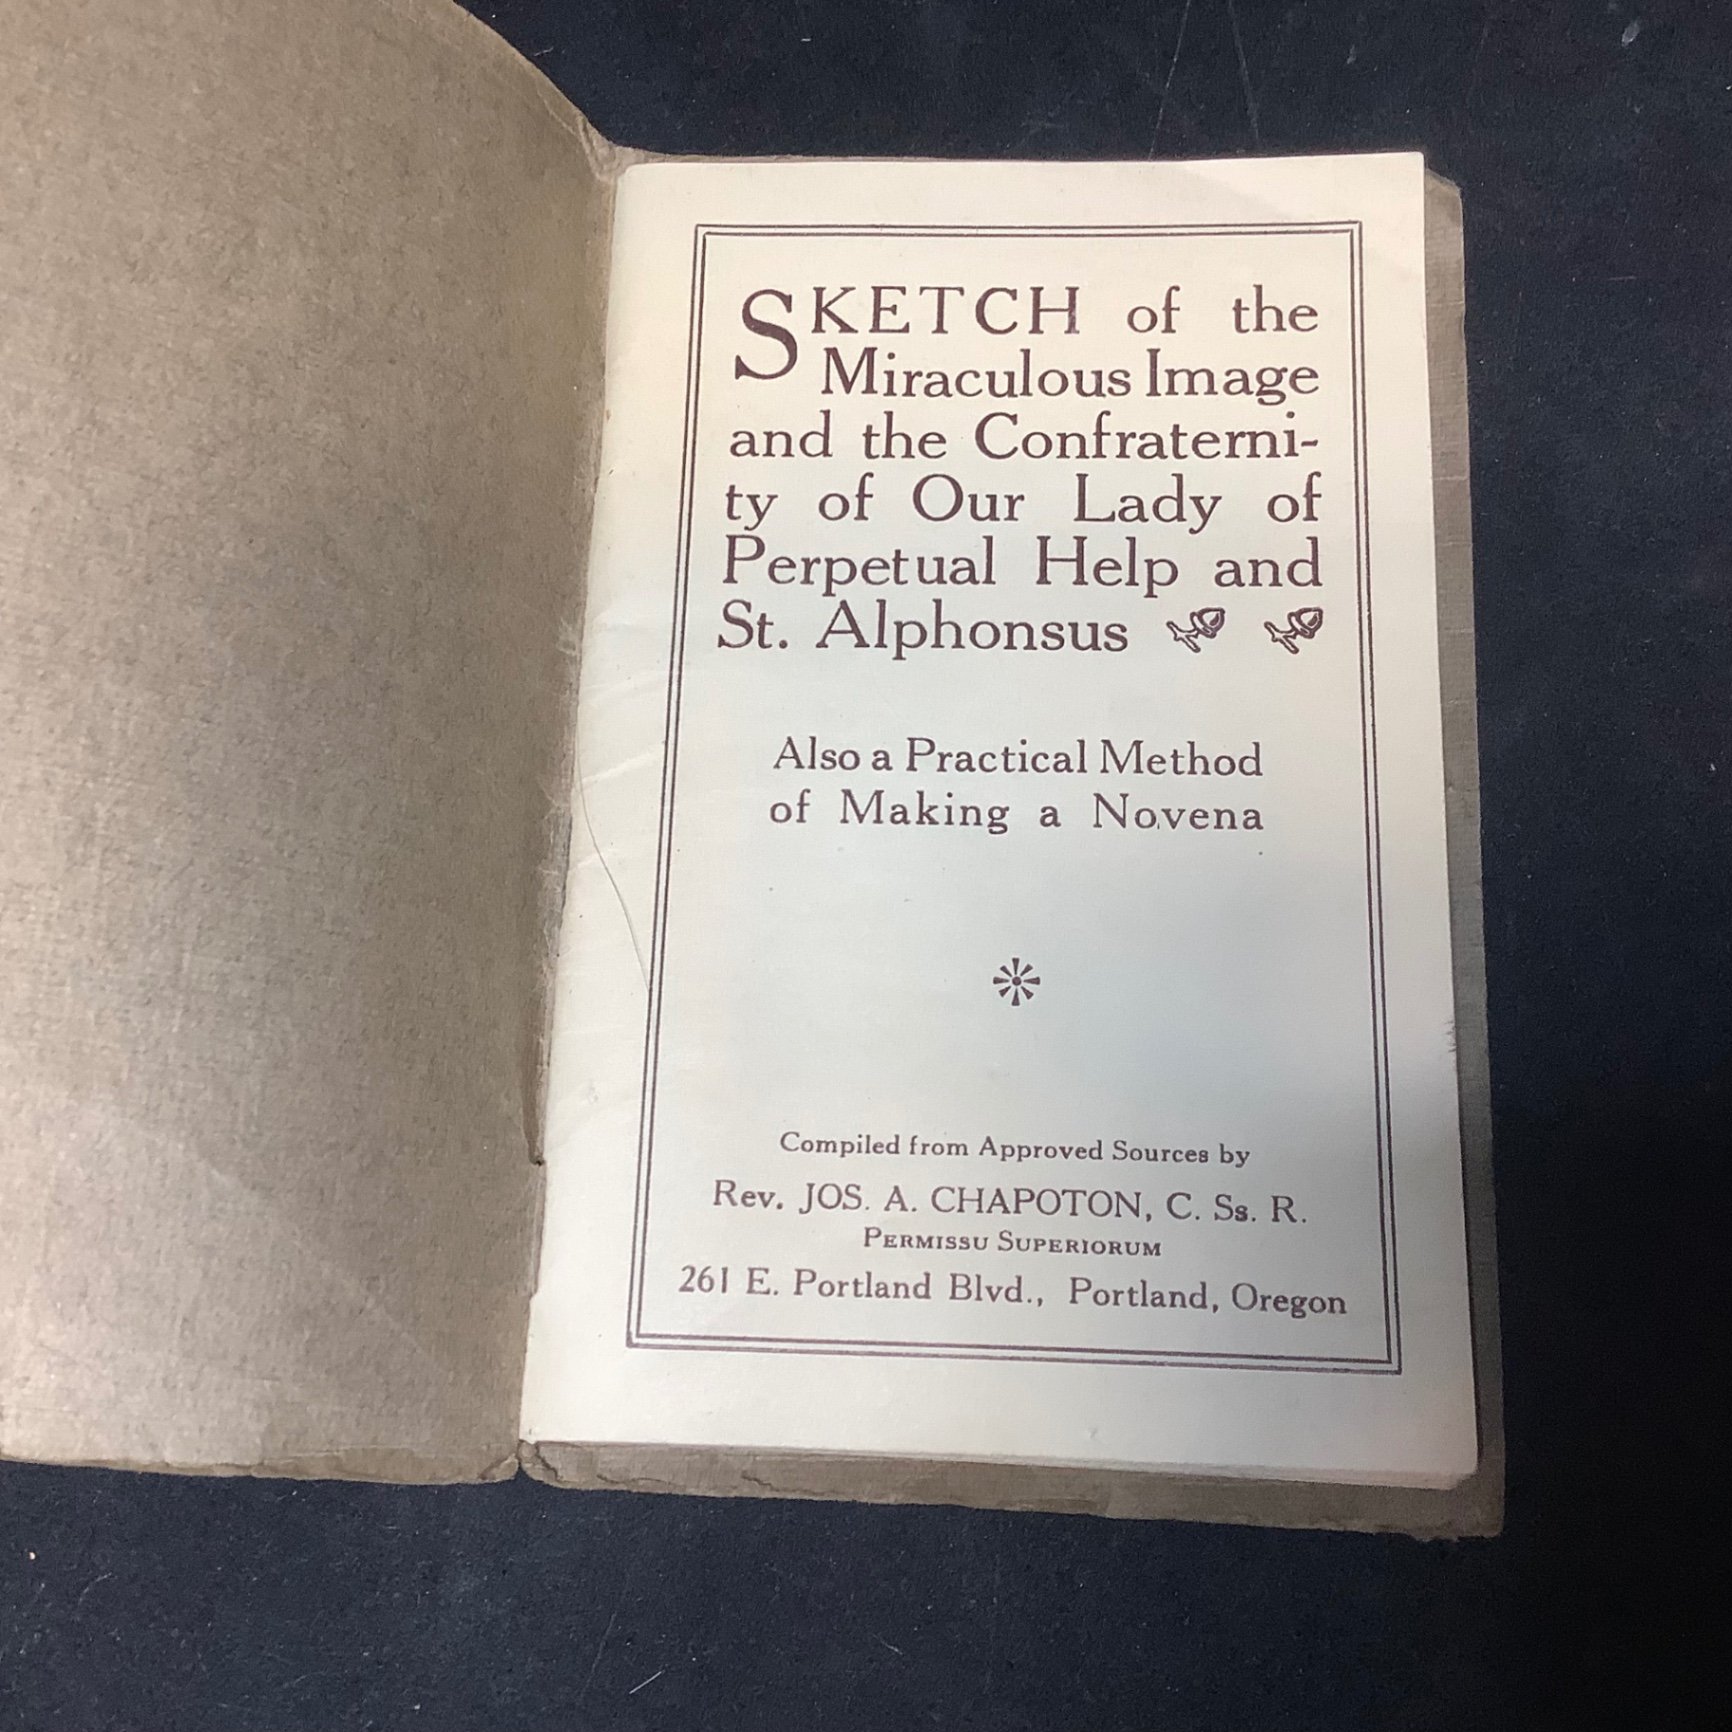 SKETCH of the
Miraculous Image
and the Confraterni-
ty of Our Lady of
Perpetual Help and
St. Alphonsus
Also a Practical Method
of Making a Novena
Compiled from Approved Sources by
Rev. JOS. A. CHAPOTON, C. Ss. R.
PERMISSU SUPERIORUM
261 E. Portland Blvd., Portland, Oregon